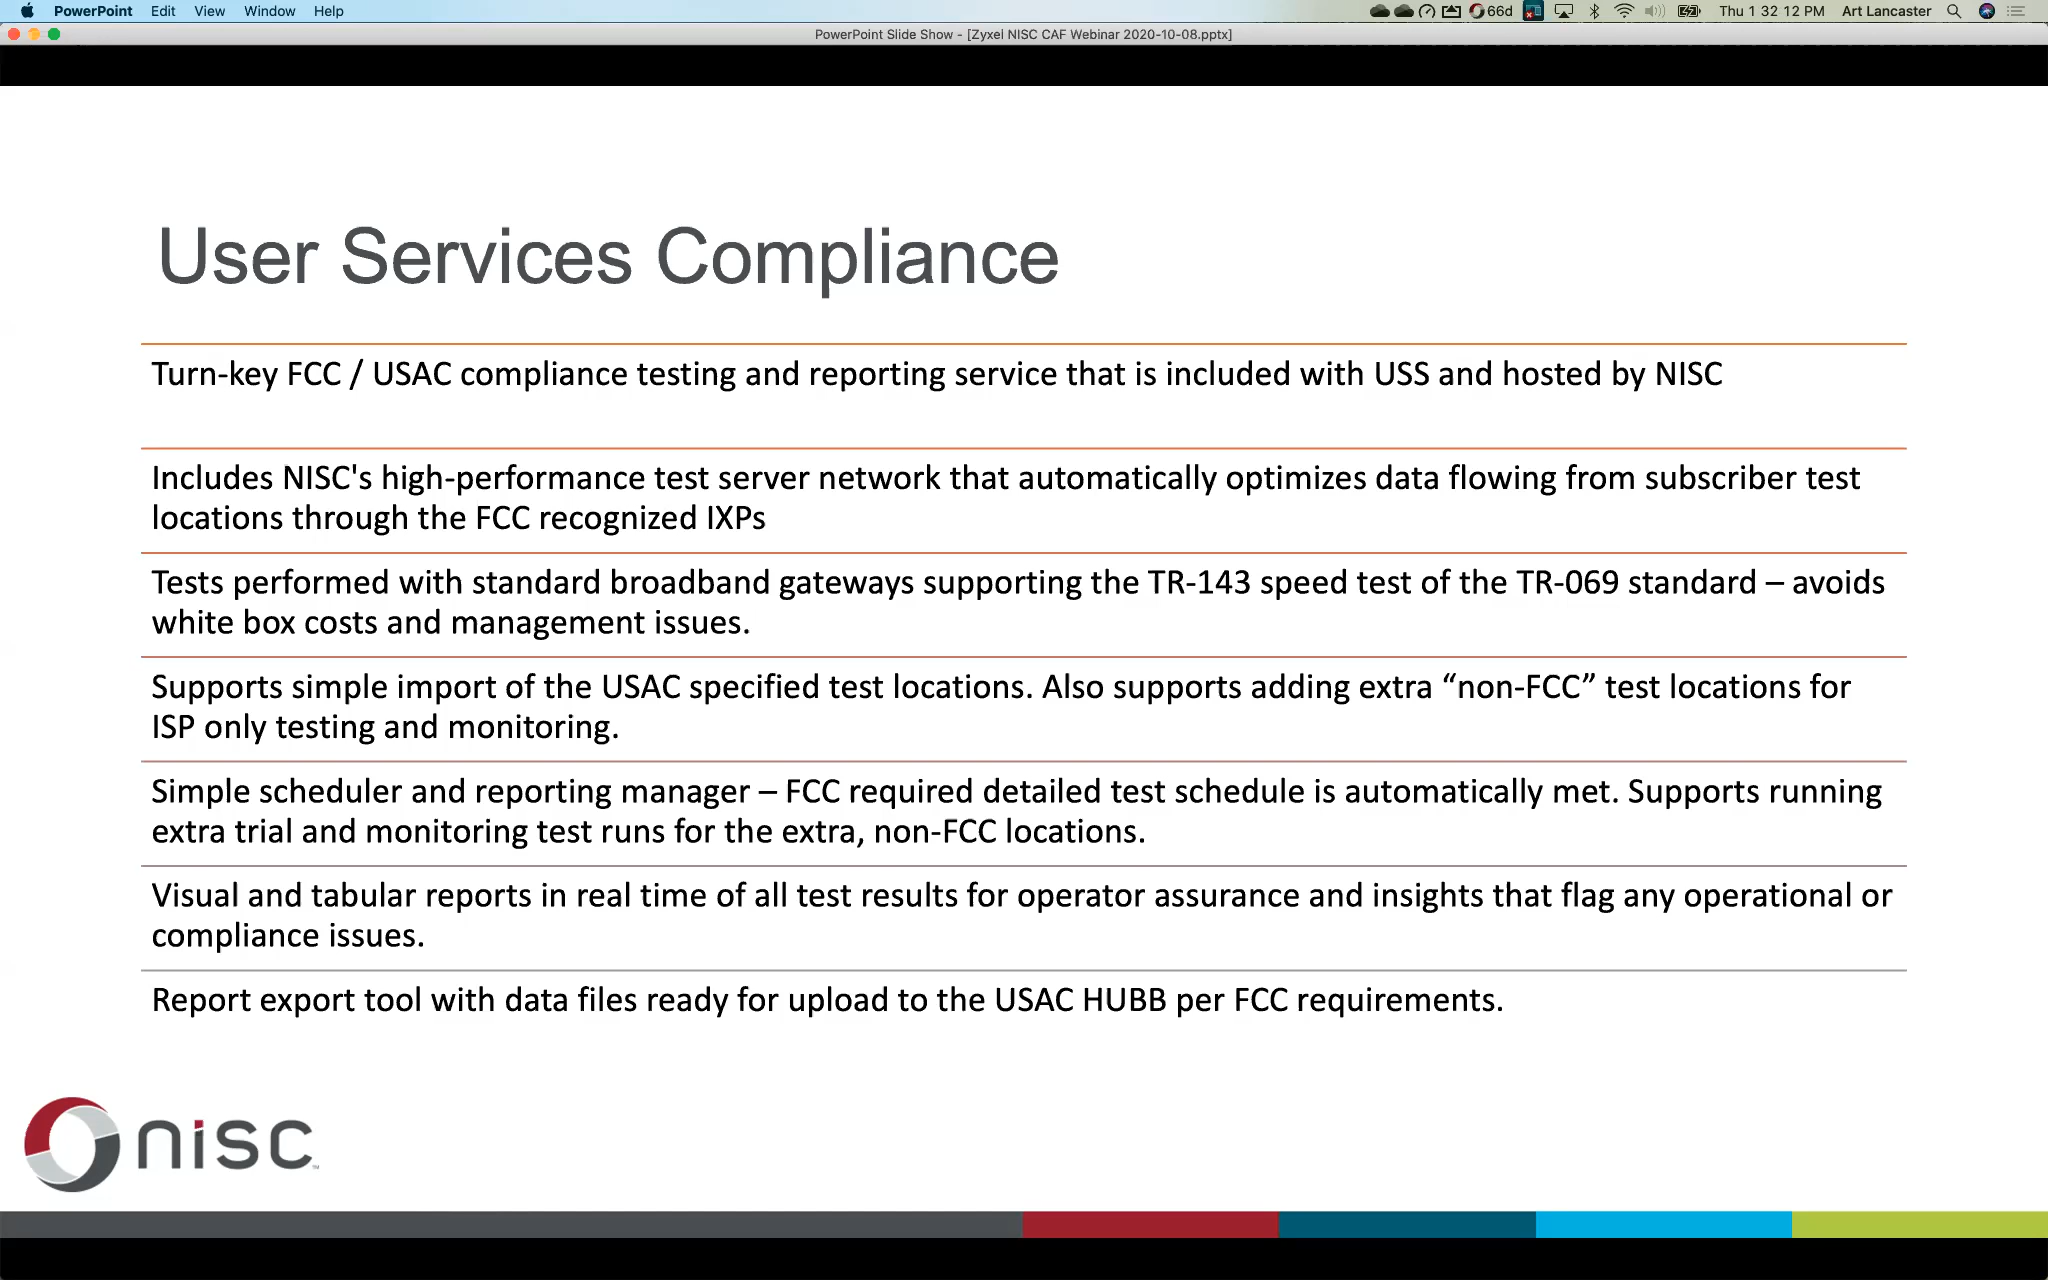 PowerPoint Edit View Window Help
66d Thu 1 32 12 PM Art Lancaster
PowerPoint Slide Show - [Zyxel NISC CAF Webinar 2020-10-08.pptx]
User Services Compliance
Turn-key FCC / USAC compliance testing and reporting service that is included with USS and hosted by NISC
Includes NISC's high-performance test server network that automatically optimizes data flowing from subscriber test
locations through the FCC recognized IXPs
Tests performed with standard broadband gateways supporting the TR-143 speed test of the TR-069 standard – avoids
white box costs and management issues.
Supports simple import of the USAC specified test locations. Also supports adding extra “non-FCC” test locations for
ISP only testing and monitoring.
Simple scheduler and reporting manager – FCC required detailed test schedule is automatically met. Supports running
extra trial and monitoring test runs for the extra, non-FCC locations.
Visual and tabular reports in real time of all test results for operator assurance and insights that flag any operational or
compliance issues.
Report export tool with data files ready for upload to the USAC HUBB per FCC requirements.
nisc™